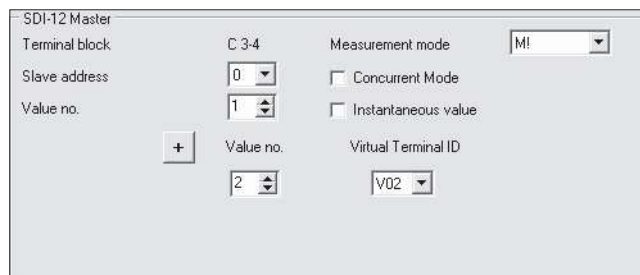 SDI-12 Master
Terminal block C 3-4 Measurement mode M!
Slave address 0 Concurrent Mode
Value no. 1 Instantaneous value
+ Value no. Virtual Terminal ID
2 V02